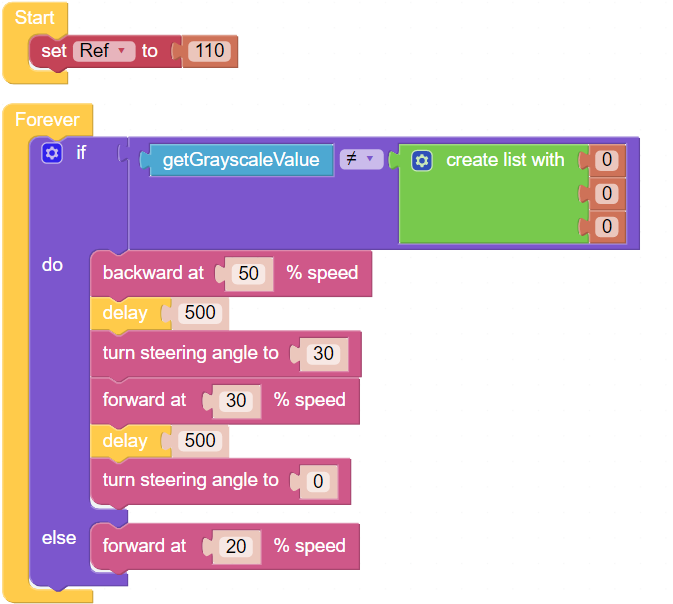 Start
set Ref to 110
Forever
if getGrayscaleValue ≠ create list with 0
0
0
do
backward at 50 % speed
delay 500
turn steering angle to 30
forward at 30 % speed
delay 500
turn steering angle to 0
else
forward at 20 % speed